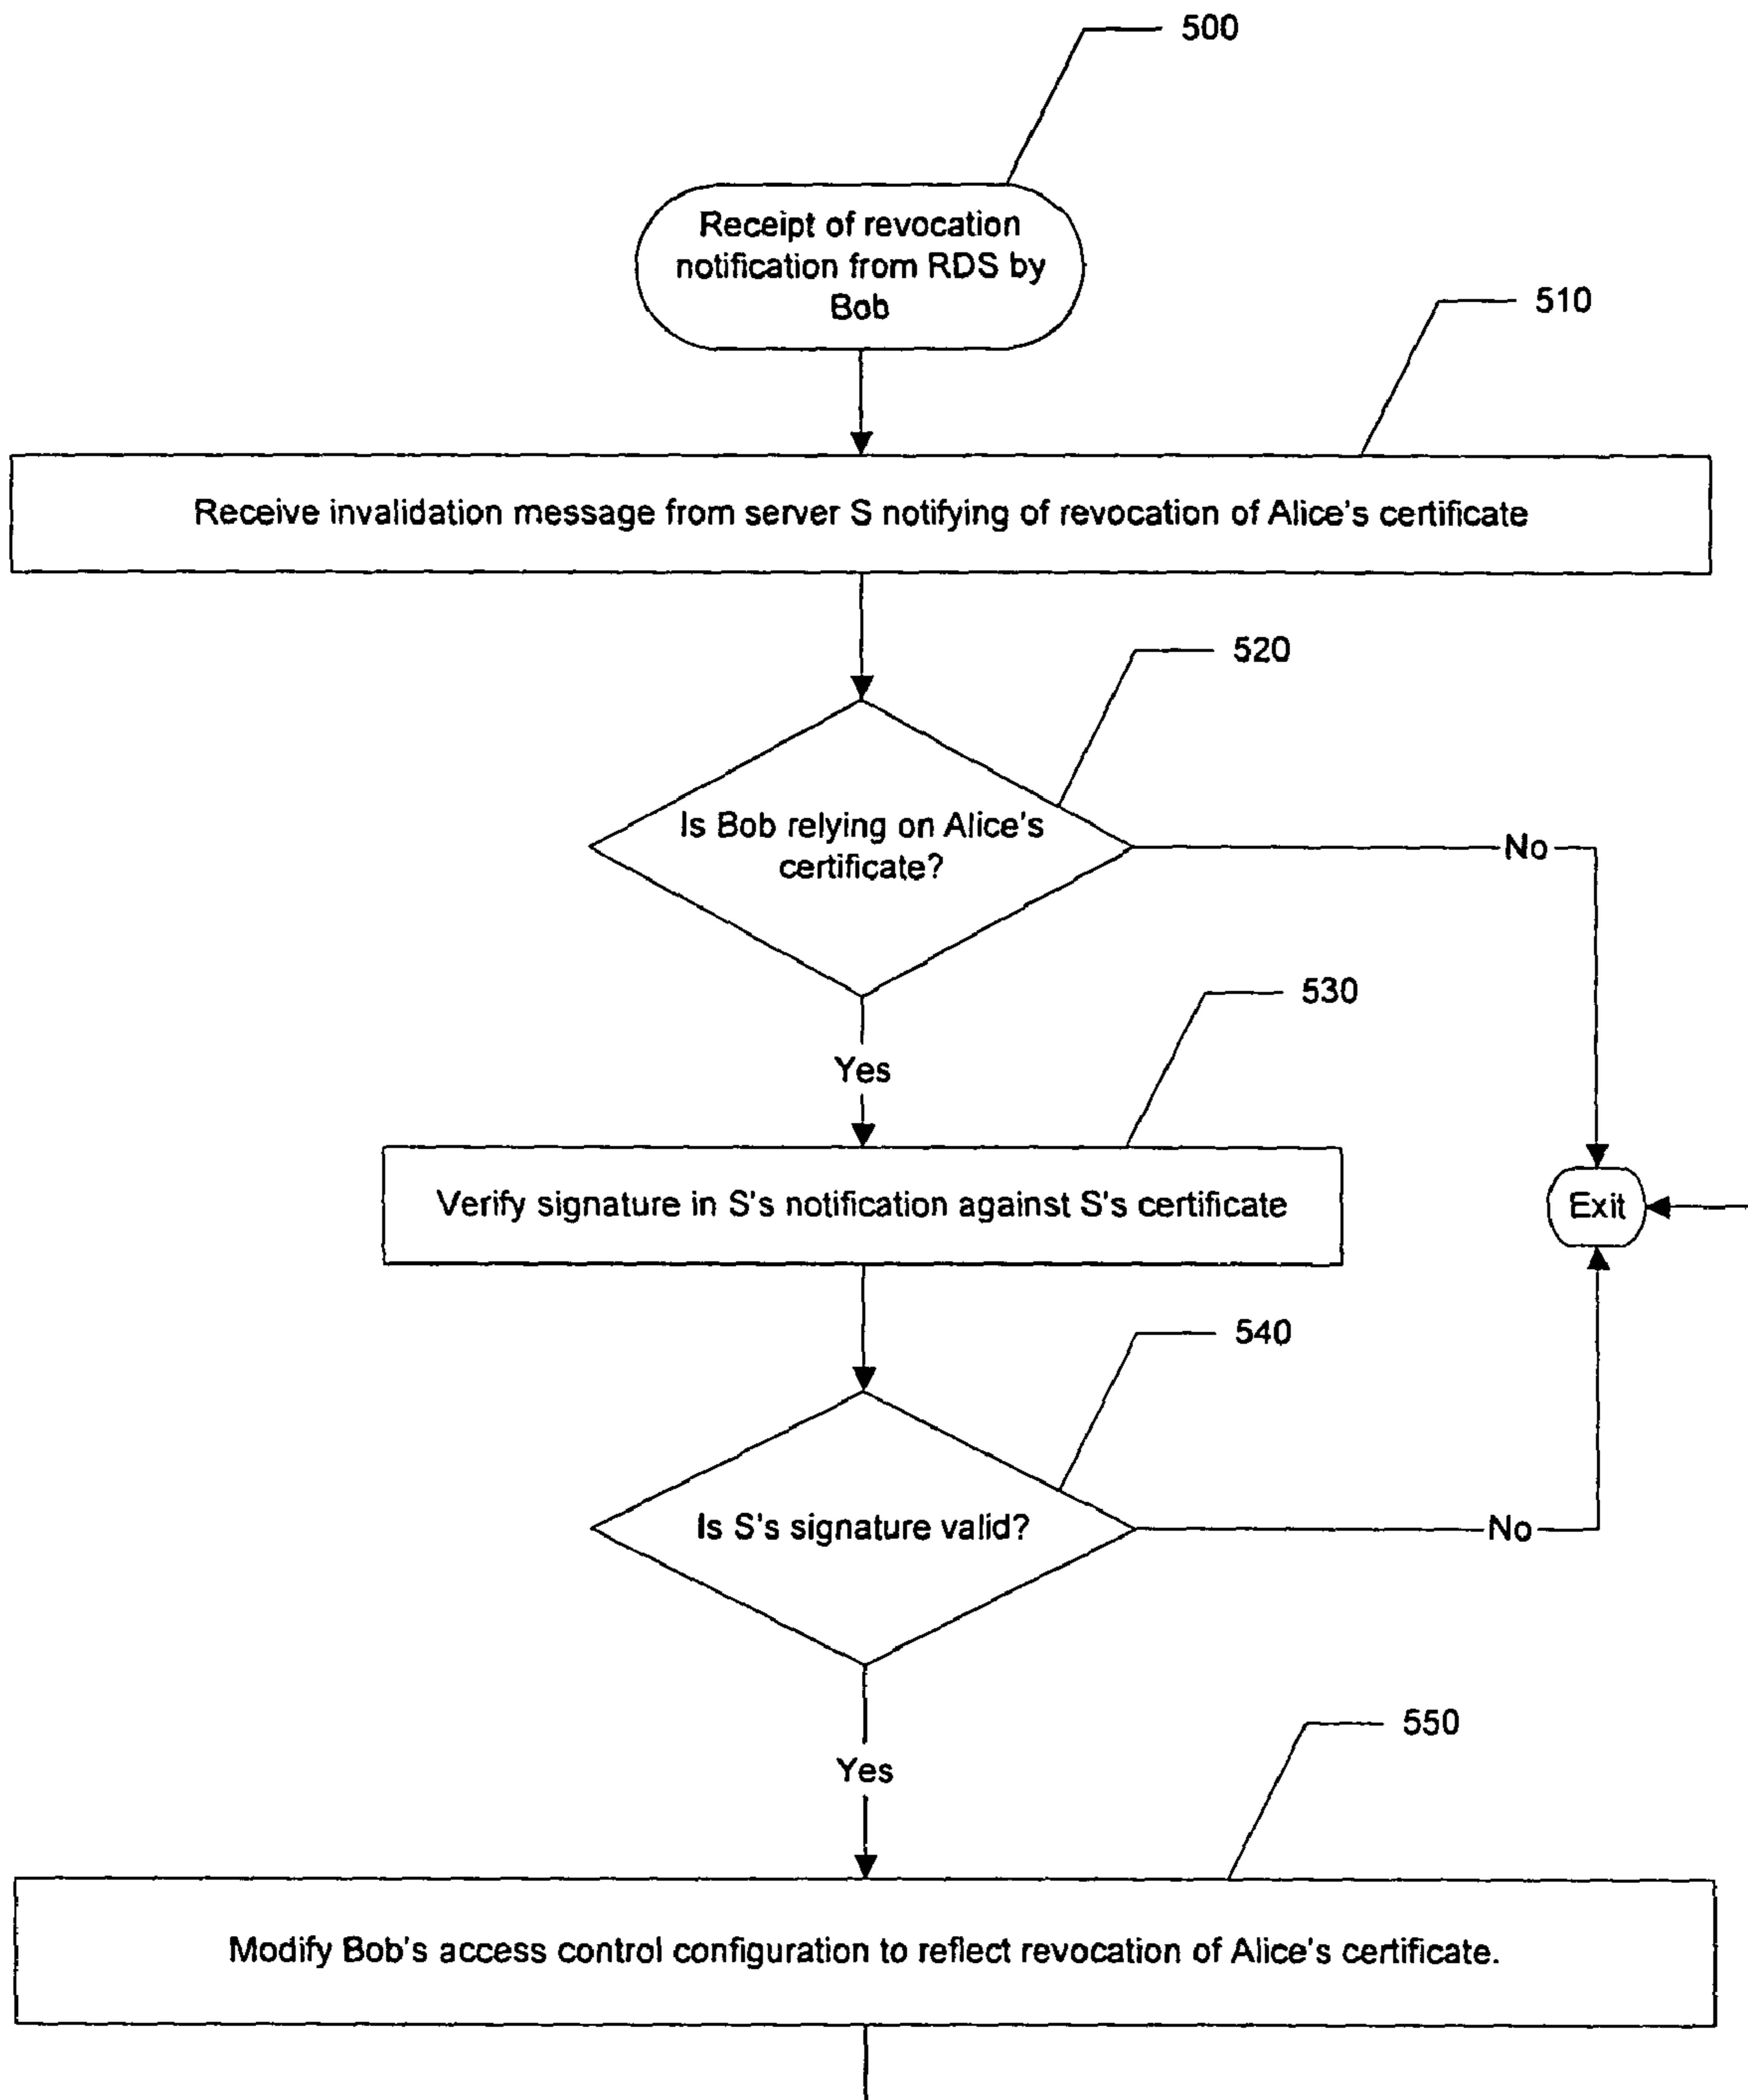 500
Receipt of revocation
notification from RDS by
Bob
510
Receive invalidation message from server S notifying of revocation of Alice's certificate
520
Is Bob relying on Alice's
certificate?
No
530
Yes
Verify signature in S's notification against S's certificate
Exit
540
Is S's signature valid?
No
550
Yes
Modify Bob's access control configuration to reflect revocation of Alice's certificate.